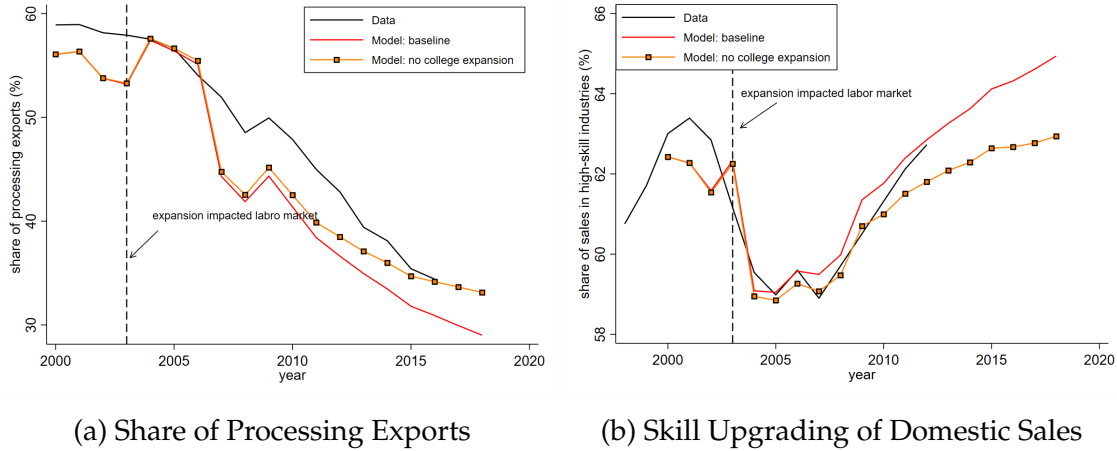 Data
Model: baseline
Model: no college expansion
expansion impacted labro market
share of processing exports (%)
60
50
40
30
2000
2005
2010
2015
2020
year
(a) Share of Processing Exports
Data
Model: baseline
Model: no college expansion
expansion impacted labor market
share of sales in high-skill industries (%)
66
64
62
60
58
2000
2005
2010
2015
2020
year
(b) Skill Upgrading of Domestic Sales